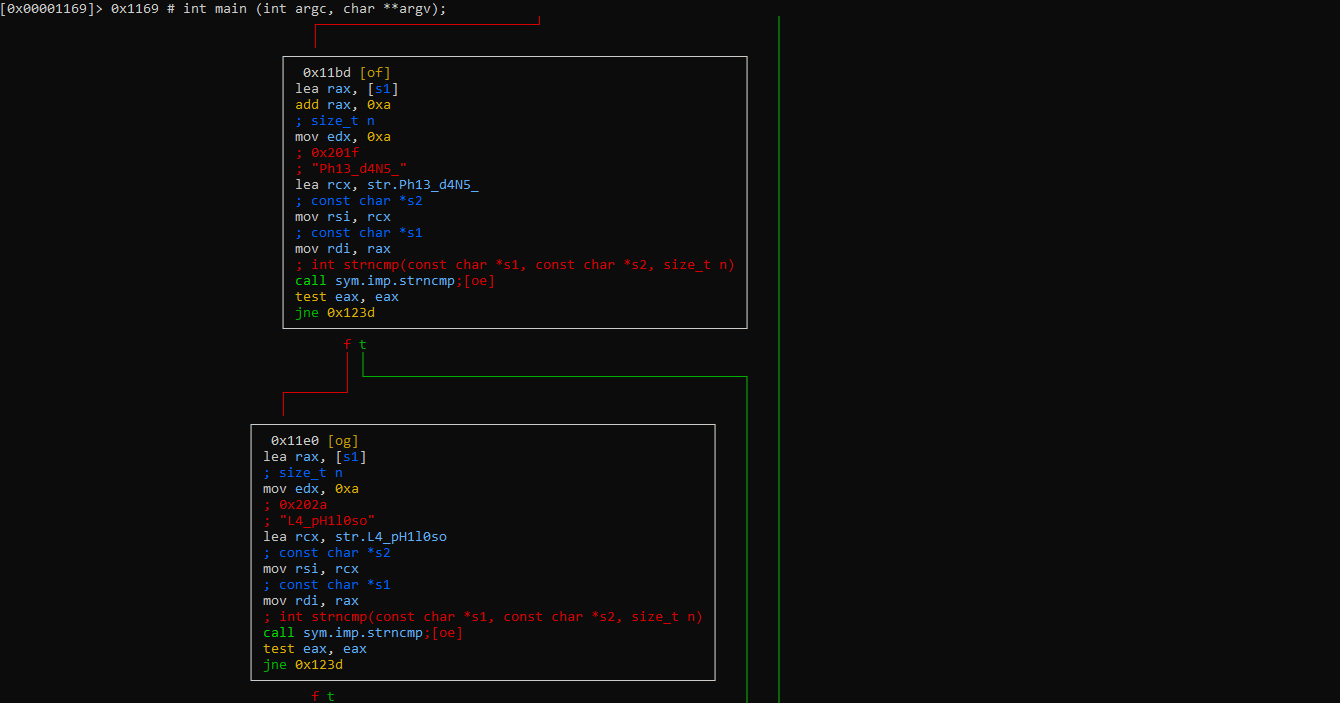 [0x00001169]> 0x1169 # int main (int argc, char **argv);
0x11bd [of]
lea rax, [s1]
add rax, 0xa
; size_t n
mov edx, 0xa
; 0x201f
; "Ph13_d4N5_"
lea rcx, str.Ph13_d4N5_
; const char *s2
mov rsi, rcx
; const char *s1
mov rdi, rax
; int strncmp(const char *s1, const char *s2, size_t n)
call sym.imp.strncmp;[oe]
test eax, eax
jne 0x123d
f t
0x11e0 [og]
lea rax, [s1]
; size_t n
mov edx, 0xa
; 0x202a
; "L4_pH1l0so"
lea rcx, str.L4_pH1l0so
; const char *s2
mov rsi, rcx
; const char *s1
mov rdi, rax
; int strncmp(const char *s1, const char *s2, size_t n)
call sym.imp.strncmp;[oe]
test eax, eax
jne 0x123d
f t